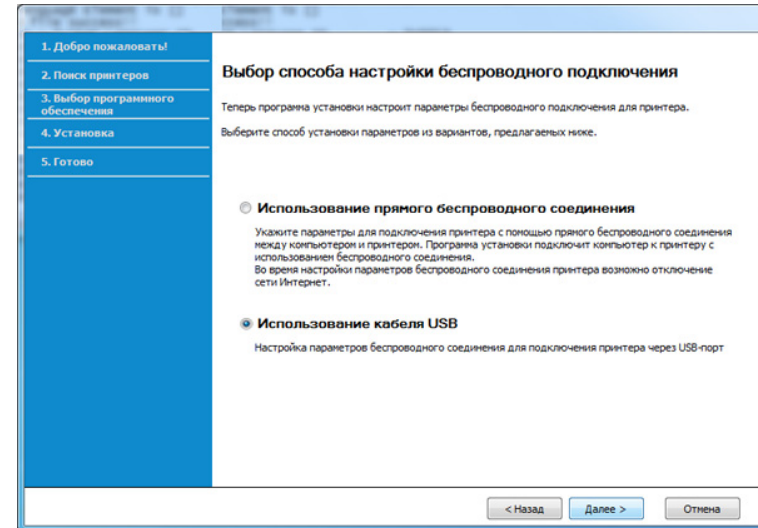 1. Добро пожаловать!
2. Поиск принтеров
3. Выбор программного
обеспечения
4. Установка
5. Готово
Выбор способа настройки беспроводного подключения
Теперь программа установки настроит параметры беспроводного подключения для принтера.
Выберите способ установки параметров из вариантов, предлагаемых ниже.
Использование прямого беспроводного соединения
Укажите параметры для подключения принтера с помощью прямого беспроводного соединения
между компьютером и принтером. Программа установки подключит компьютер к принтеру с
использованием беспроводного соединения.
Во время настройки параметров беспроводного соединения принтера возможно отключение
сети Интернет.
Использование кабеля USB
Настройка параметров беспроводного соединения для подключения принтера через USB-порт
< Назад
Далее >
Отмена